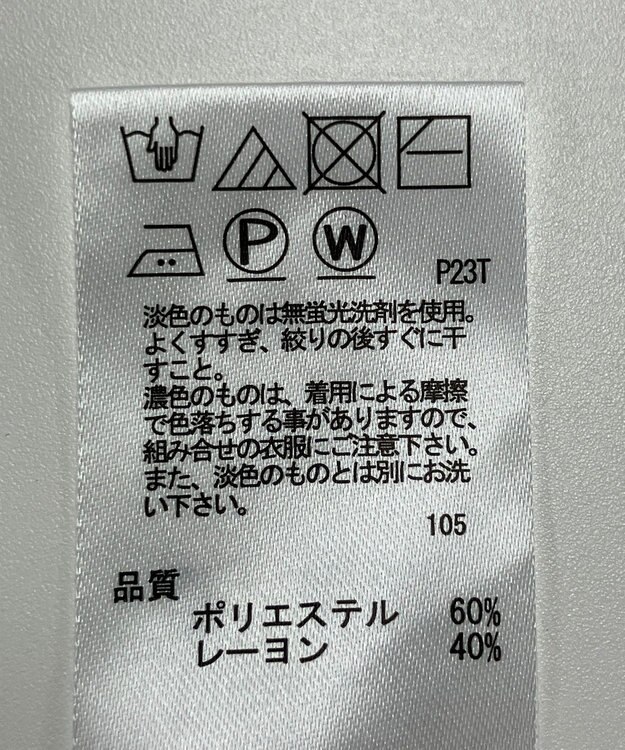 P W
P23T
淡色のものは無蛍光洗剤を使用。
よくすすぎ、絞りの後すぐに干
すこと。
濃色のものは、着用による摩擦
で色落ちする事がありますので、
組み合せの衣服にご注意下さい。
また、淡色のものとは別にお洗
い下さい。
105
品質
ポリエステル 60%
レーヨン 40%